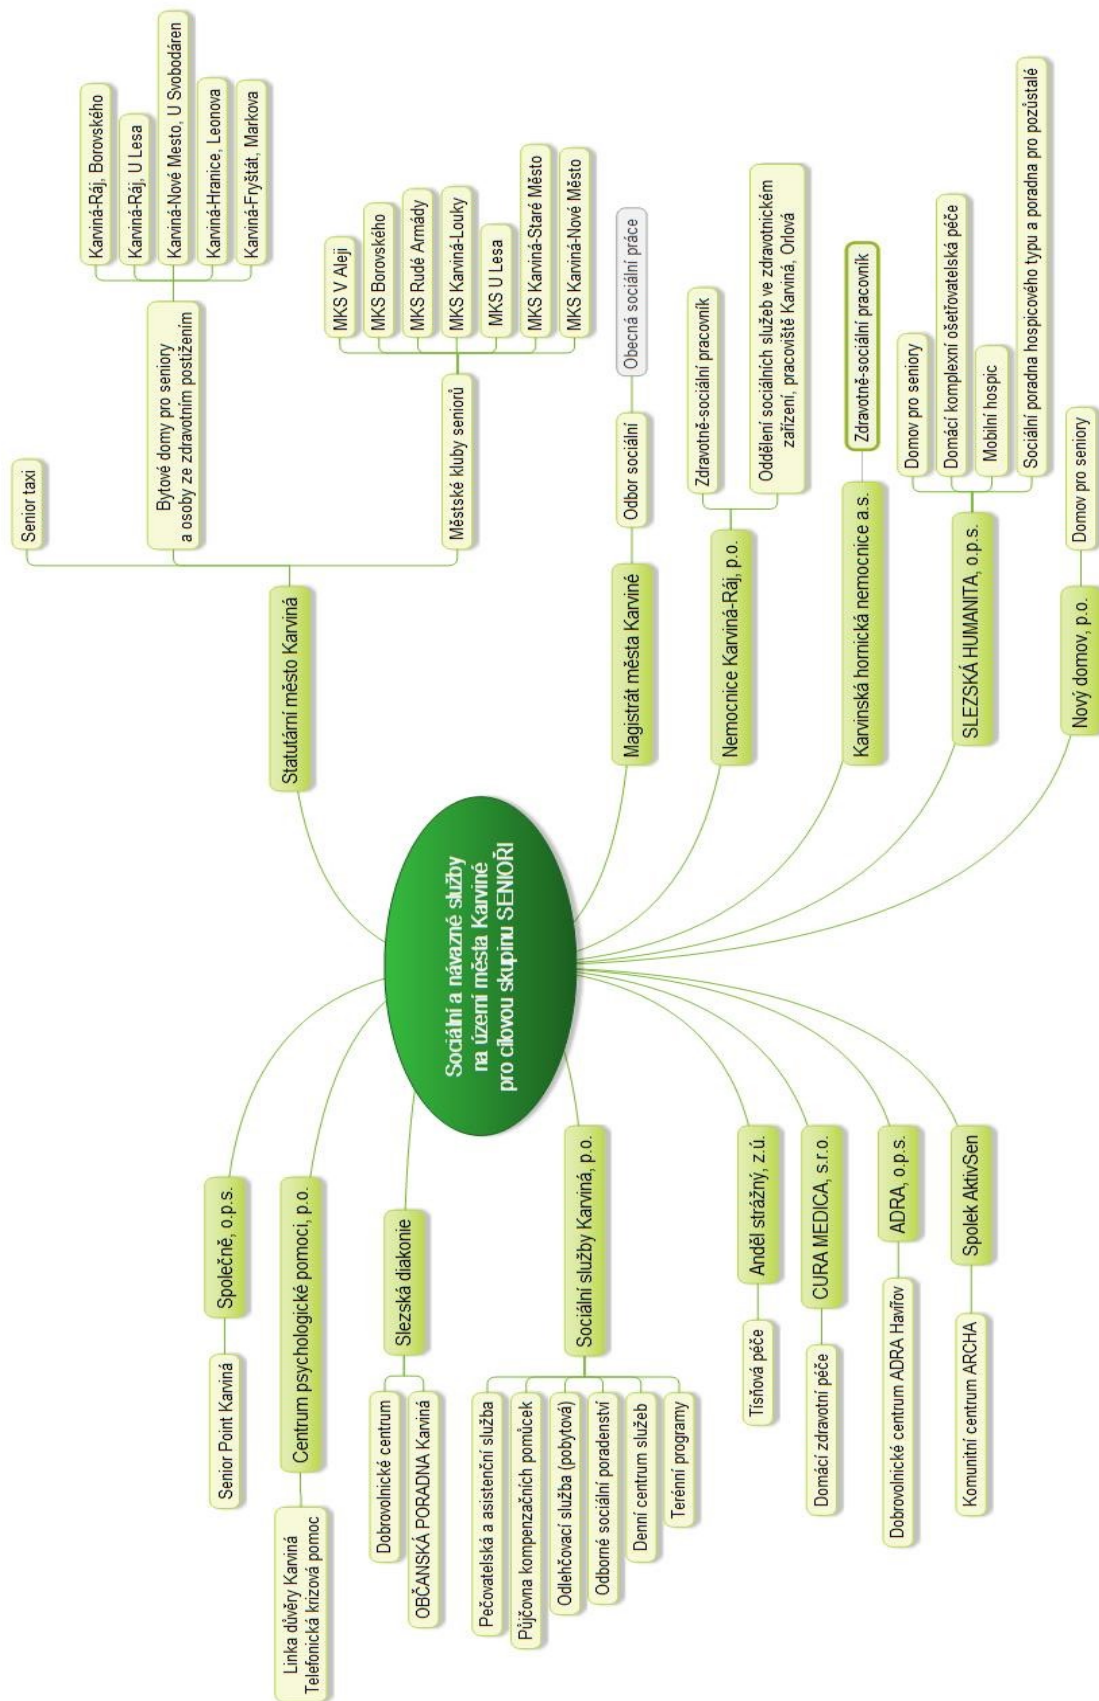 Sociální a návazné služby
na území města Karviné
pro cílovou skupinu SENIOŘI
Statutární město Karviná
Senior taxi
Bytové domy pro seniory
a osoby ze zdravotním postižením
Karviná-Ráj, Borovského
Karviná-Ráj, U Lesa
Karviná-Nové Mesto, U Svobodáren
Karviná-Hranice, Leonova
Karviná-Fryštát, Markova
Městské kluby seniorů
MKS V Aleji
MKS Borovského
MKS Rudé Armády
MKS Karviná-Louky
MKS U Lesa
MKS Karviná-Staré Město
MKS Karviná-Nové Město
Magistrát města Karviné
Odbor sociální
Obecná sociální práce
Nemocnice Karviná-Ráj, p.o.
Zdravotně-sociální pracovník
Oddělení sociálních služeb ve zdravotnickém
zařízení, pracoviště Karviná, Orlová
Karvinská hornická nemocnice a.s.
Zdravotně-sociální pracovník
SLEZSKÁ HUMANITA, o.p.s.
Domov pro seniory
Domácí komplexní ošetřovatelská péče
Mobilní hospic
Sociální poradna hospicového typu a poradna pro pozůstalé
Nový domov, p.o.
Domov pro seniory
Společně, o.p.s.
Senior Point Karviná
Centrum psychologické pomoci, p.o.
Linka důvěry Karviná
Telefonická krizová pomoc
Slezská diakonie
Dobrovolnické centrum
OBČANSKÁ PORADNA Karviná
Sociální služby Karviná, p.o.
Pečovatelská a asistenční služba
Půjčovna kompenzačních pomůcek
Odlehčovací služba (pobytová)
Odborné sociální poradenství
Denní centrum služeb
Terénní programy
Anděl strážný, z.ú.
Tísňová péče
CURA MEDICA, s.r.o.
Domácí zdravotní péče
ADRA, o.p.s.
Dobrovolnické centrum ADRA Havířov
Spolek AktivSen
Komunitní centrum ARCHA